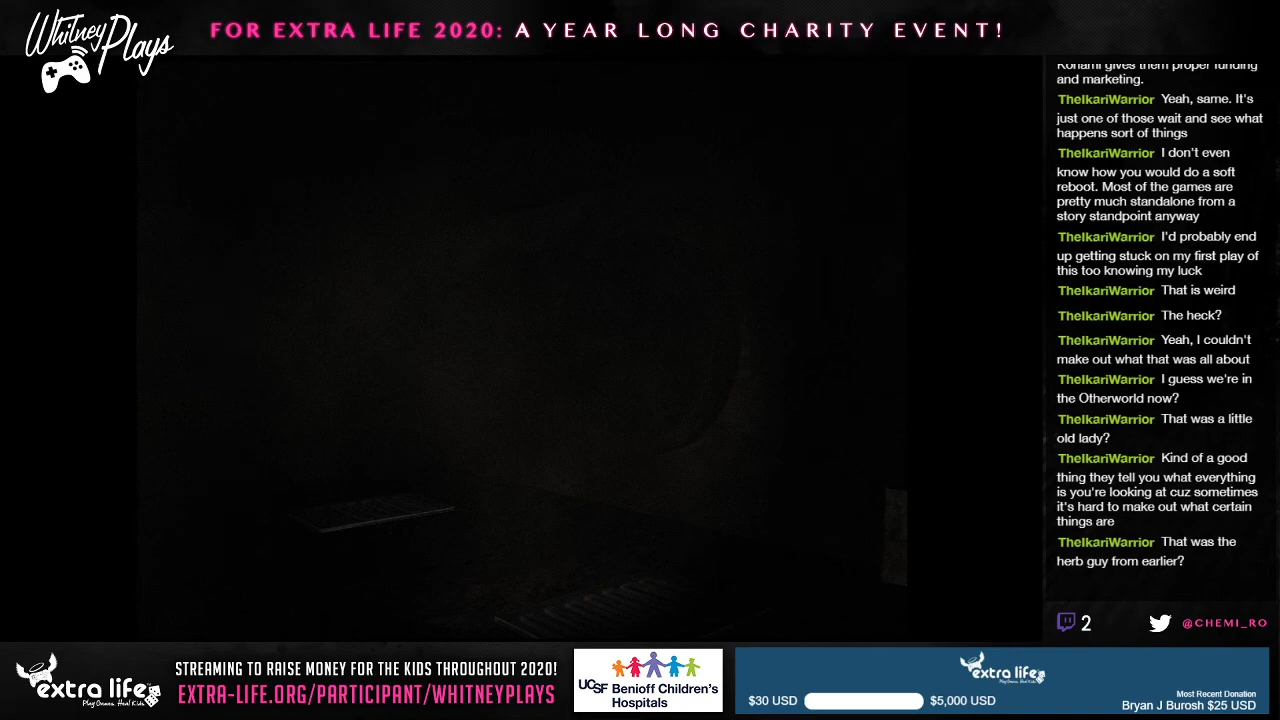 Whitney Plays
FOR EXTRA LIFE 2020: A YEAR LONG CHARITY EVENT!
Konami gives them proper funding
and marketing.
TheIkariWarrior Yeah, same. It's
just one of those wait and see what
happens sort of things
TheIkariWarrior I don't even
know how you would do a soft
reboot. Most of the games are
pretty much standalone from a
story standpoint anyway
TheIkariWarrior I'd probably end
up getting stuck on my first play of
this too knowing my luck
TheIkariWarrior That is weird
TheIkariWarrior The heck?
TheIkariWarrior Yeah, I couldn't
make out what that was all about
TheIkariWarrior I guess we're in
the Otherworld now?
TheIkariWarrior That was a little
old lady?
TheIkariWarrior Kind of a good
thing they tell you what everything
is you're looking at cuz sometimes
it's hard to make out what certain
things are
TheIkariWarrior That was the
herb guy from earlier?
2
@CHEMI_RO
extra life
Play Games. Heal Kids.
STREAMING TO RAISE MONEY FOR THE KIDS THROUGHOUT 2020!
EXTRA-LIFE.ORG/PARTICIPANT/WHITNEYPLAYS
UCSF Benioff Children's
Hospitals
extra life
$30 USD
$5,000 USD
Most Recent Donation
Bryan J Burosh $25 USD